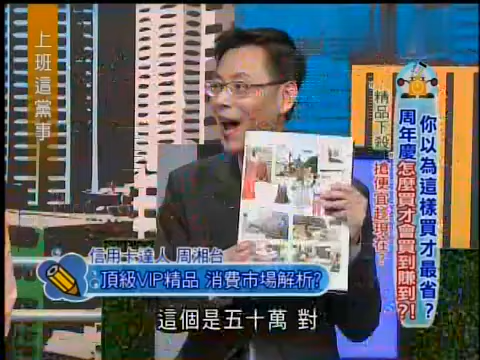 上班這黨事
你以為這樣買才最省?
周年慶怎麼買才會買到賺到?!
精品下殺
搶便宜趁現在?
信用卡達人 周湘台
頂級VIP精品 消費市場解析?
這個是五十萬 對